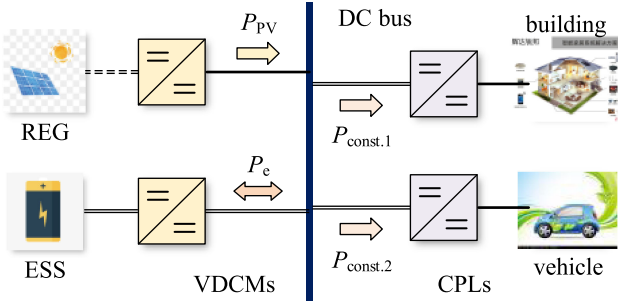 P_PV
DC bus
building
REG
P_const.1
P_e
ESS
VDCMs
P_const.2
CPLs
vehicle